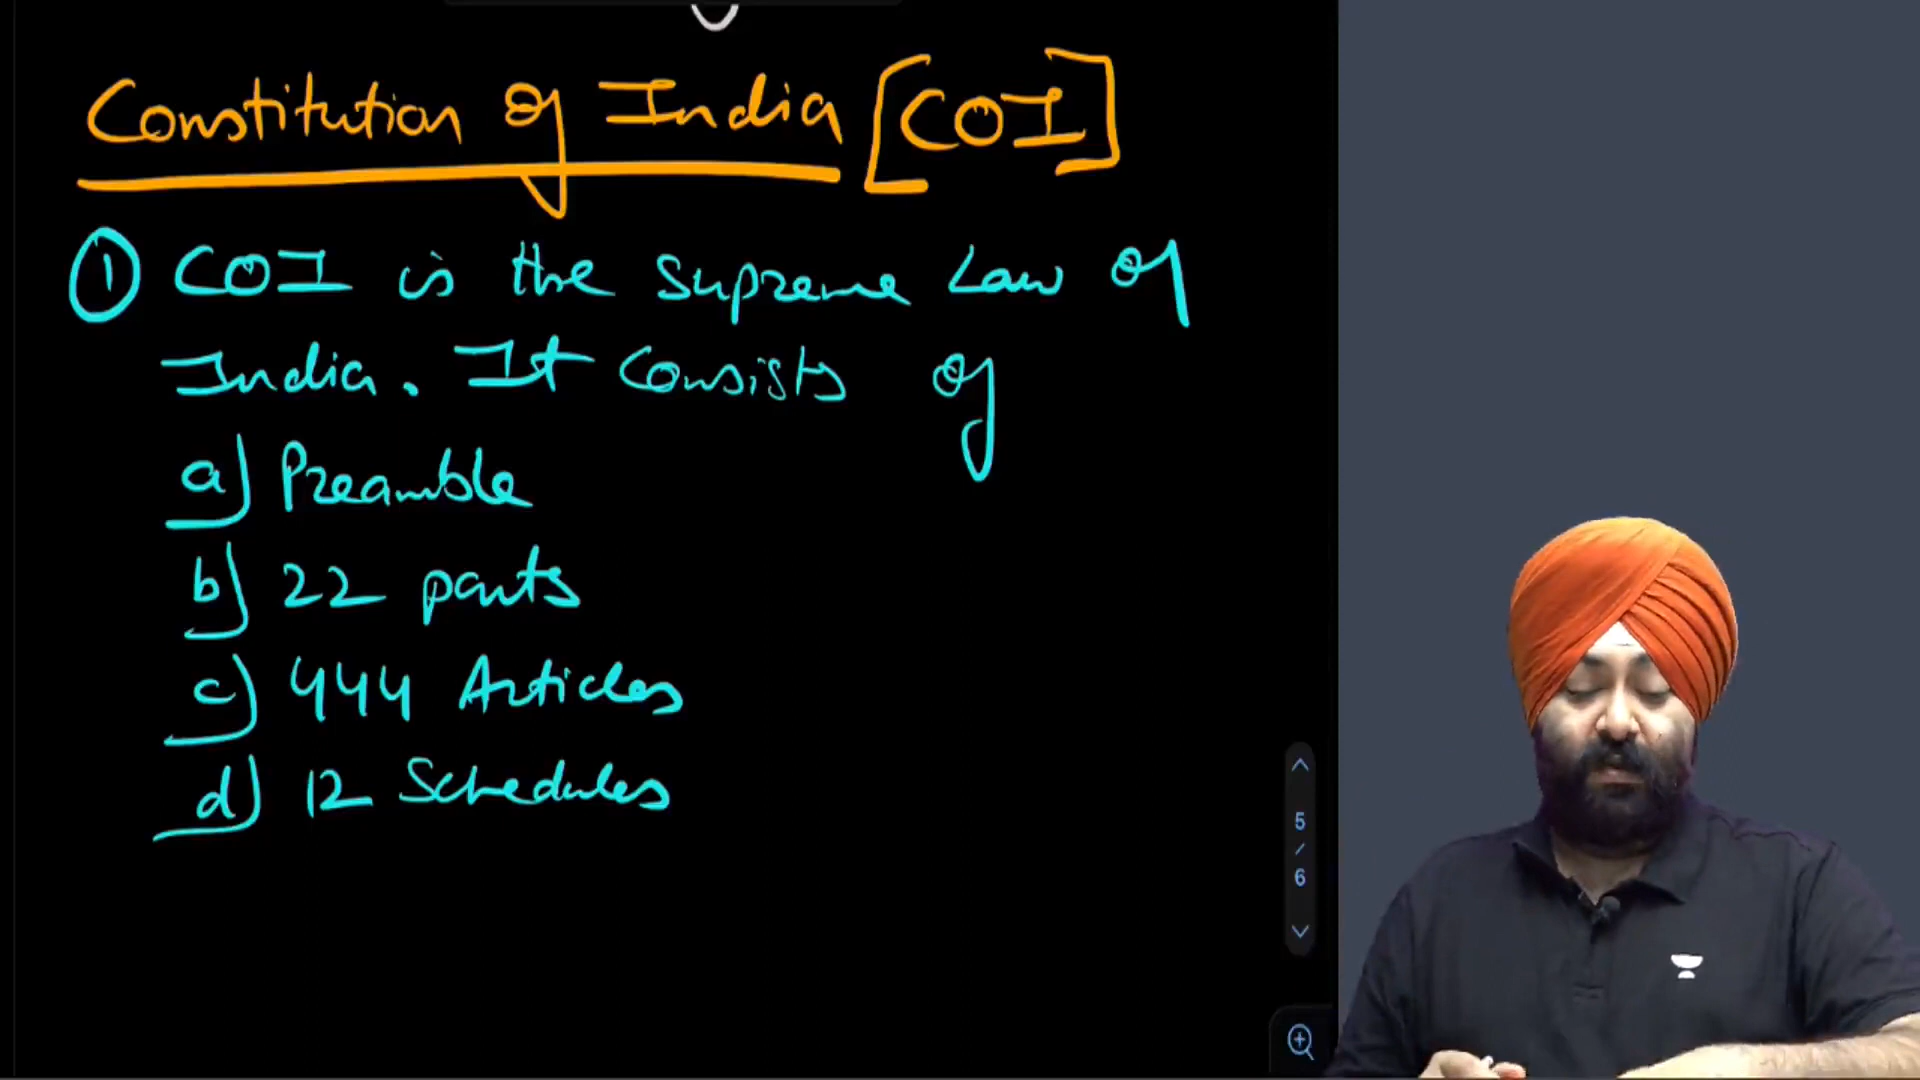 Constitution of India [COI]
① COI is the Supreme Law of
India. It Consists of
a) Preamble
b) 22 parts
c) 444 Articles
d) 12 Schedules
5
/
6